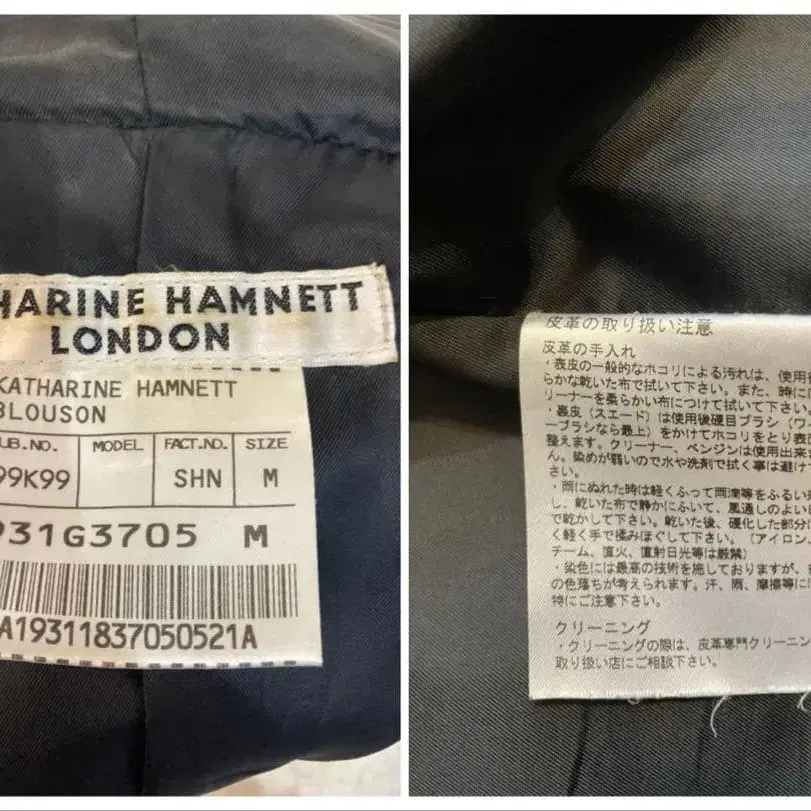 HARINE HAMNETT
LONDON
KATHARINE HAMNETT
BLOUSON
UB.NO. MODEL FACT.NO. SIZE
99K99 SHN M
931G3705 M
A19311837050521A
皮革の取り扱い注意
皮革の手入れ
・表皮の一般的なホコリによる汚れは、使用後
らかな乾いた布で拭いて下さい。また、時に
リーナーを柔らかい布につけて拭いて下さい。
・裏皮（スエード）は使用後硬目ブラシ（ワイ
ーブラシなら最上）をかけてホコリをとり表
整えます。クリーナー、ベンジンは使用出来
ん。染めが弱いので水や洗剤で拭く事は避け
さい。
・雨にぬれた時は軽くふって雨滴等をふるい
し、乾いた布で静かにふいて、風通しのよい
で乾かして下さい。乾いた後、硬化した部分
く軽く手で揉みほぐして下さい。（アイロン、
チーム、直火、直射日光等は厳禁）
・染色には最高の技術を施しておりますが、
の色落ちが考えられます。汗、雨、摩擦等に
特にご注意下さい。
クリーニング
・クリーニングの際は、皮革専門クリーニン
取り扱い店にご相談下さい。